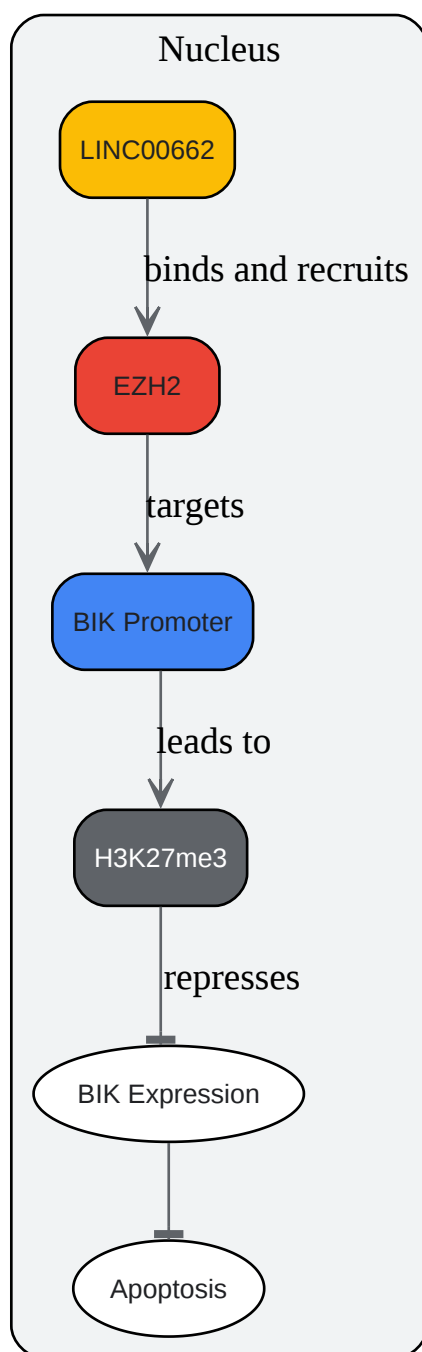 Nucleus
LINC00662
binds and recruits
EZH2
targets
BIK Promoter
leads to
H3K27me3
represses
BIK Expression
Apoptosis